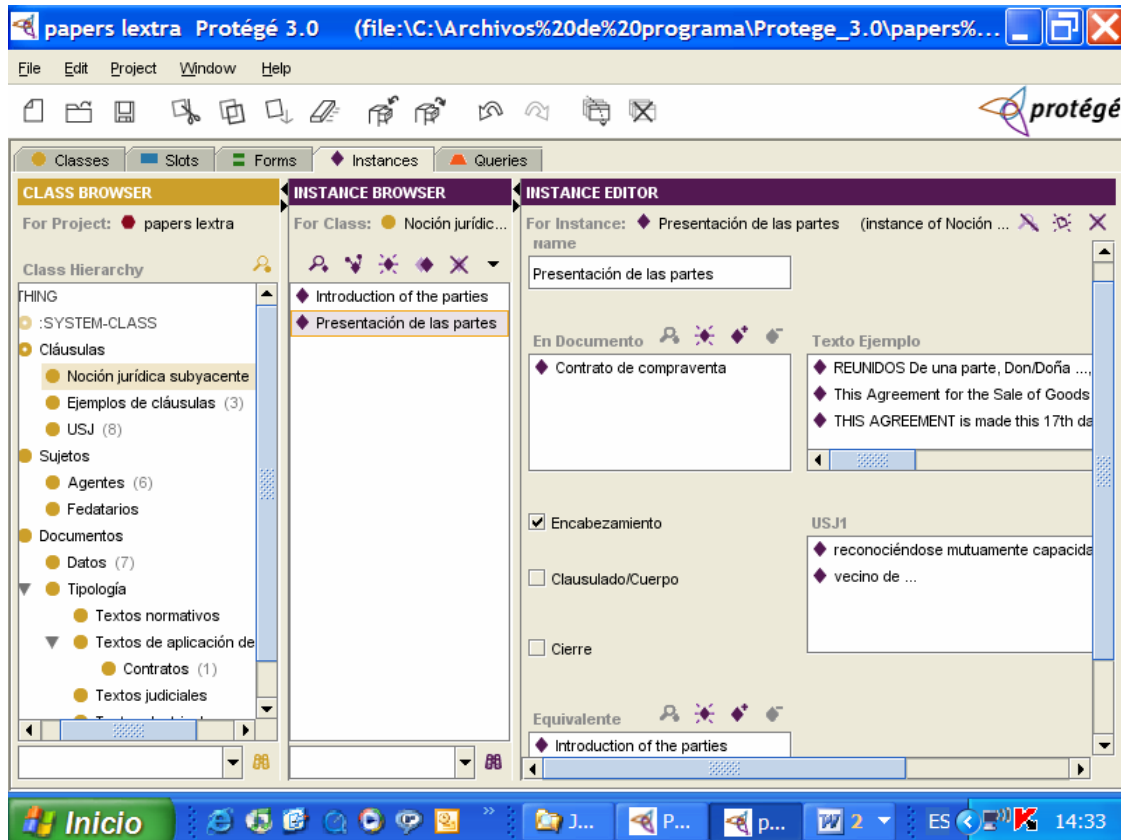 papers lextra Protégé 3.0 (file:\C:\Archivos%20de%20programa\Protege_3.0\papers%...
File Edit Project Window Help
protégé
Classes Slots Forms Instances Queries
CLASS BROWSER
For Project: papers lextra
Class Hierarchy
THING
:SYSTEM-CLASS
Cláusulas
Noción jurídica subyacente
Ejemplos de cláusulas (3)
USJ (8)
Sujetos
Agentes (6)
Fedatarios
Documentos
Datos (7)
Tipología
Textos normativos
Textos de aplicación de
Contratos (1)
Textos judiciales
INSTANCE BROWSER
For Class: Noción jurídic...
Introduction of the parties
Presentación de las partes
INSTANCE EDITOR
For Instance: Presentación de las partes (instance of Noción ...
Name
Presentación de las partes
En Documento
Contrato de compraventa
Texto Ejemplo
REUNIDOS De una parte, Don/Doña ...,
This Agreement for the Sale of Goods
THIS AGREEMENT is made this 17th da
Encabezamiento
Clausulado/Cuerpo
Cierre
USJ1
reconociéndose mutuamente capacida
vecino de ...
Equivalente
Introduction of the parties
Inicio J... P... p... 2 ES 14:33